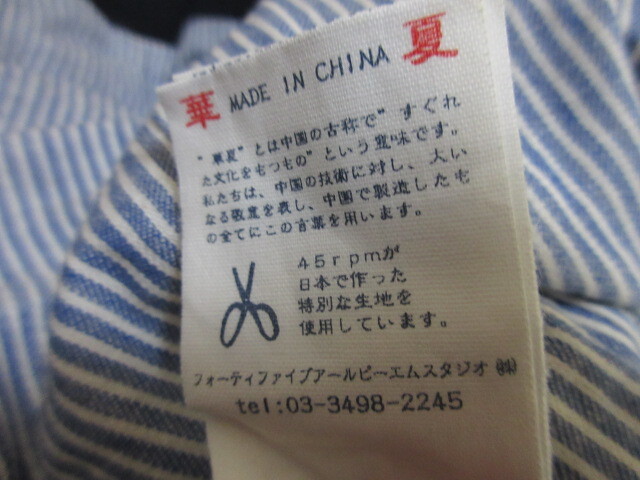 華 MADE IN CHINA 夏
"華夏"とは中国の古称で"すぐれ
た文化をもつもの"という意味です。
私たちは、中国の技術に対し、大い
なる敬意を表し、中国で製造したも
の全てにこの言葉を用います。
45rpmが
日本で作った
特別な生地を
使用しています。
フォーティファイブアールピーエムスタジオ ㈱
tel:03-3498-2245